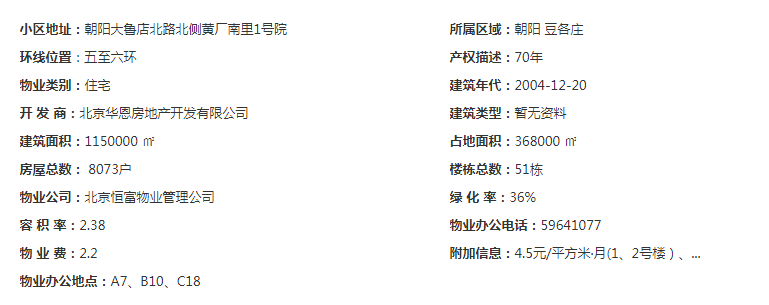 小区地址：朝阳大鲁店北路北侧黄厂南里1号院
所属区域：朝阳 豆各庄
环线位置：五至六环
产权描述：70年
物业类别：住宅
建筑年代：2004-12-20
开 发 商：北京华恩房地产开发有限公司
建筑类型：暂无资料
建筑面积：1150000 ㎡
占地面积：368000 ㎡
房屋总数： 8073户
楼栋总数：51栋
物业公司：北京恒富物业管理公司
绿 化 率：36%
容 积 率：2.38
物业办公电话：59641077
物 业 费：2.2
附加信息：4.5元/平方米·月(1、2号楼）、...
物业办公地点：A7、B10、C18